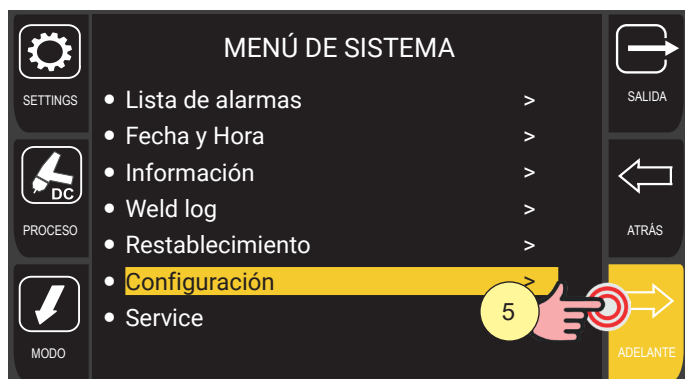 MENÚ DE SISTEMA
SETTINGS
• Lista de alarmas >
SALIDA
• Fecha y Hora >
• Información >
DC
• Weld log >
PROCESO
ATRÁS
• Restablecimiento >
• Configuración >
• Service
5
MODO
ADELANTE